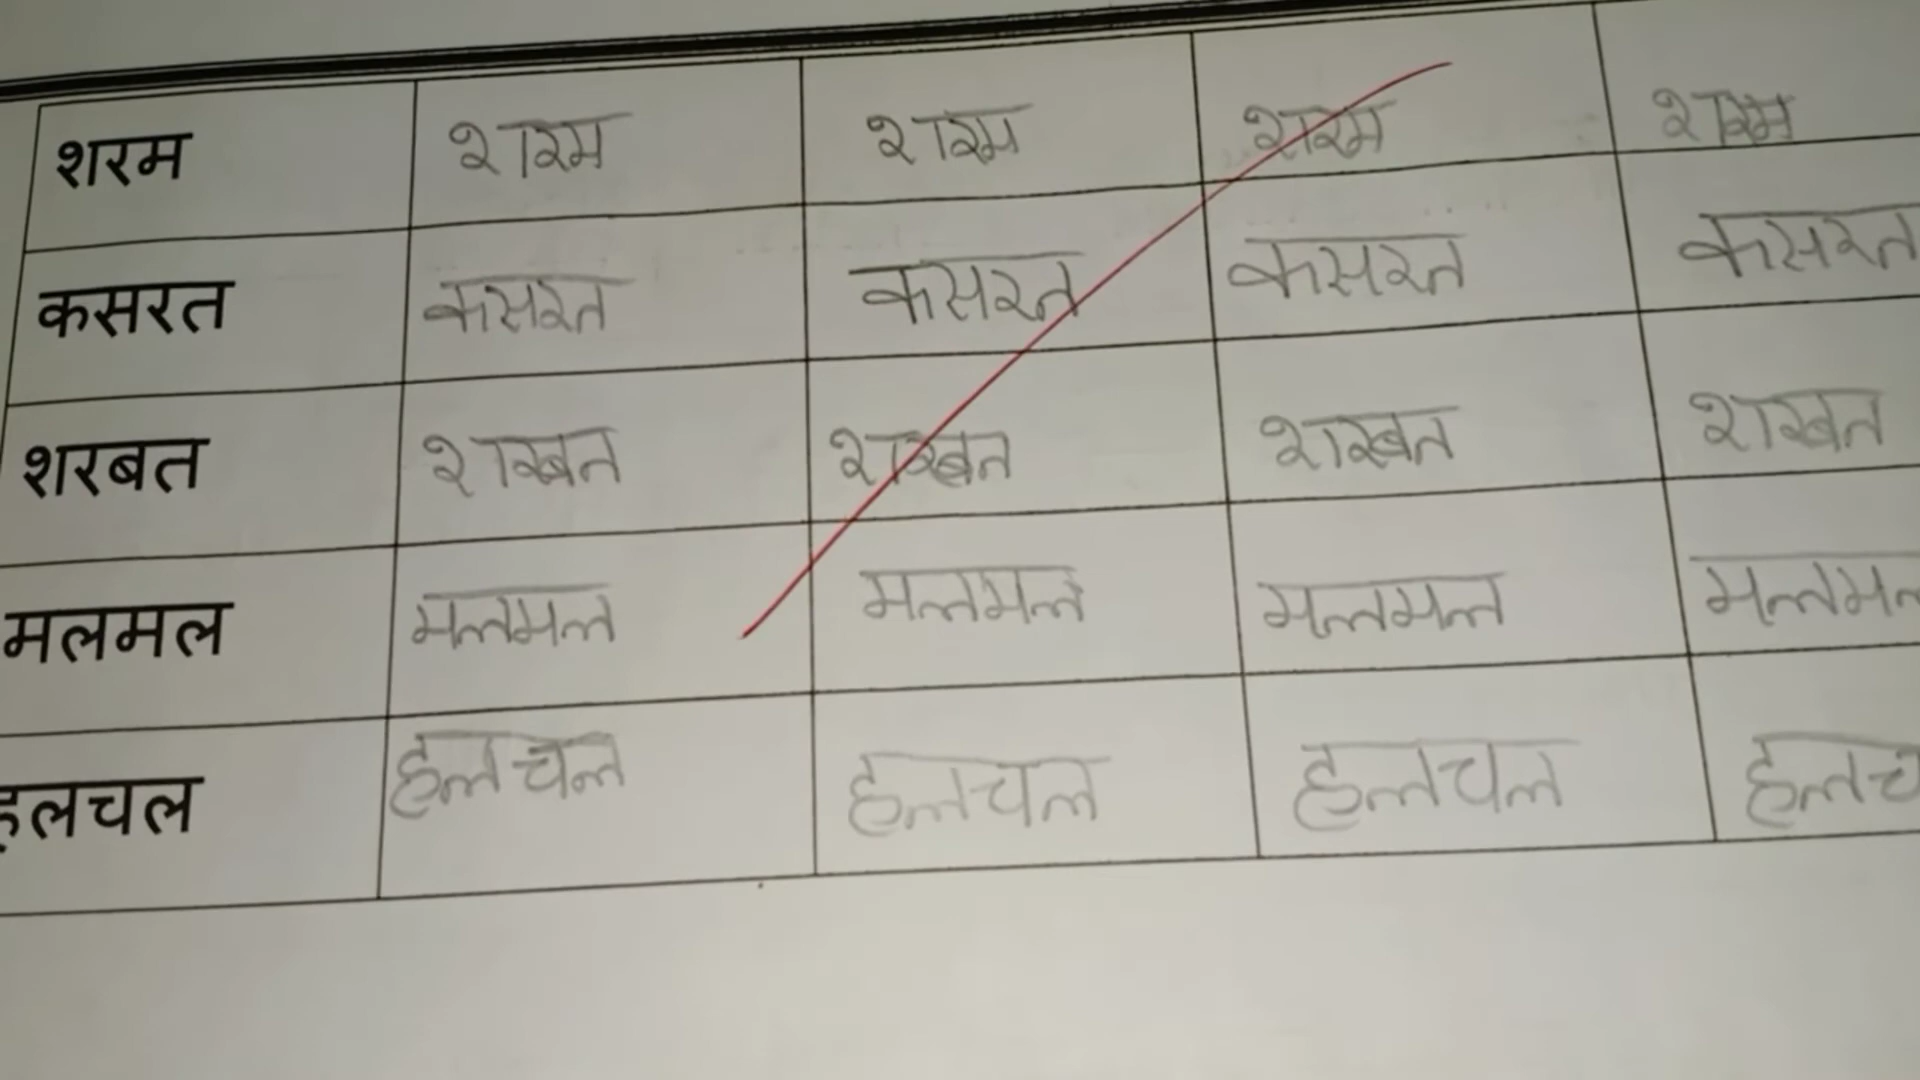 शरम शरम शरम शरम शरम
कसरत कसरत कसरत कसरत कसरत
शरबत शरबत शरबत शरबत शरबत
मलमल मलमल मलमल मलमल मलमल
हलचल हलचल हलचल हलचल हलच